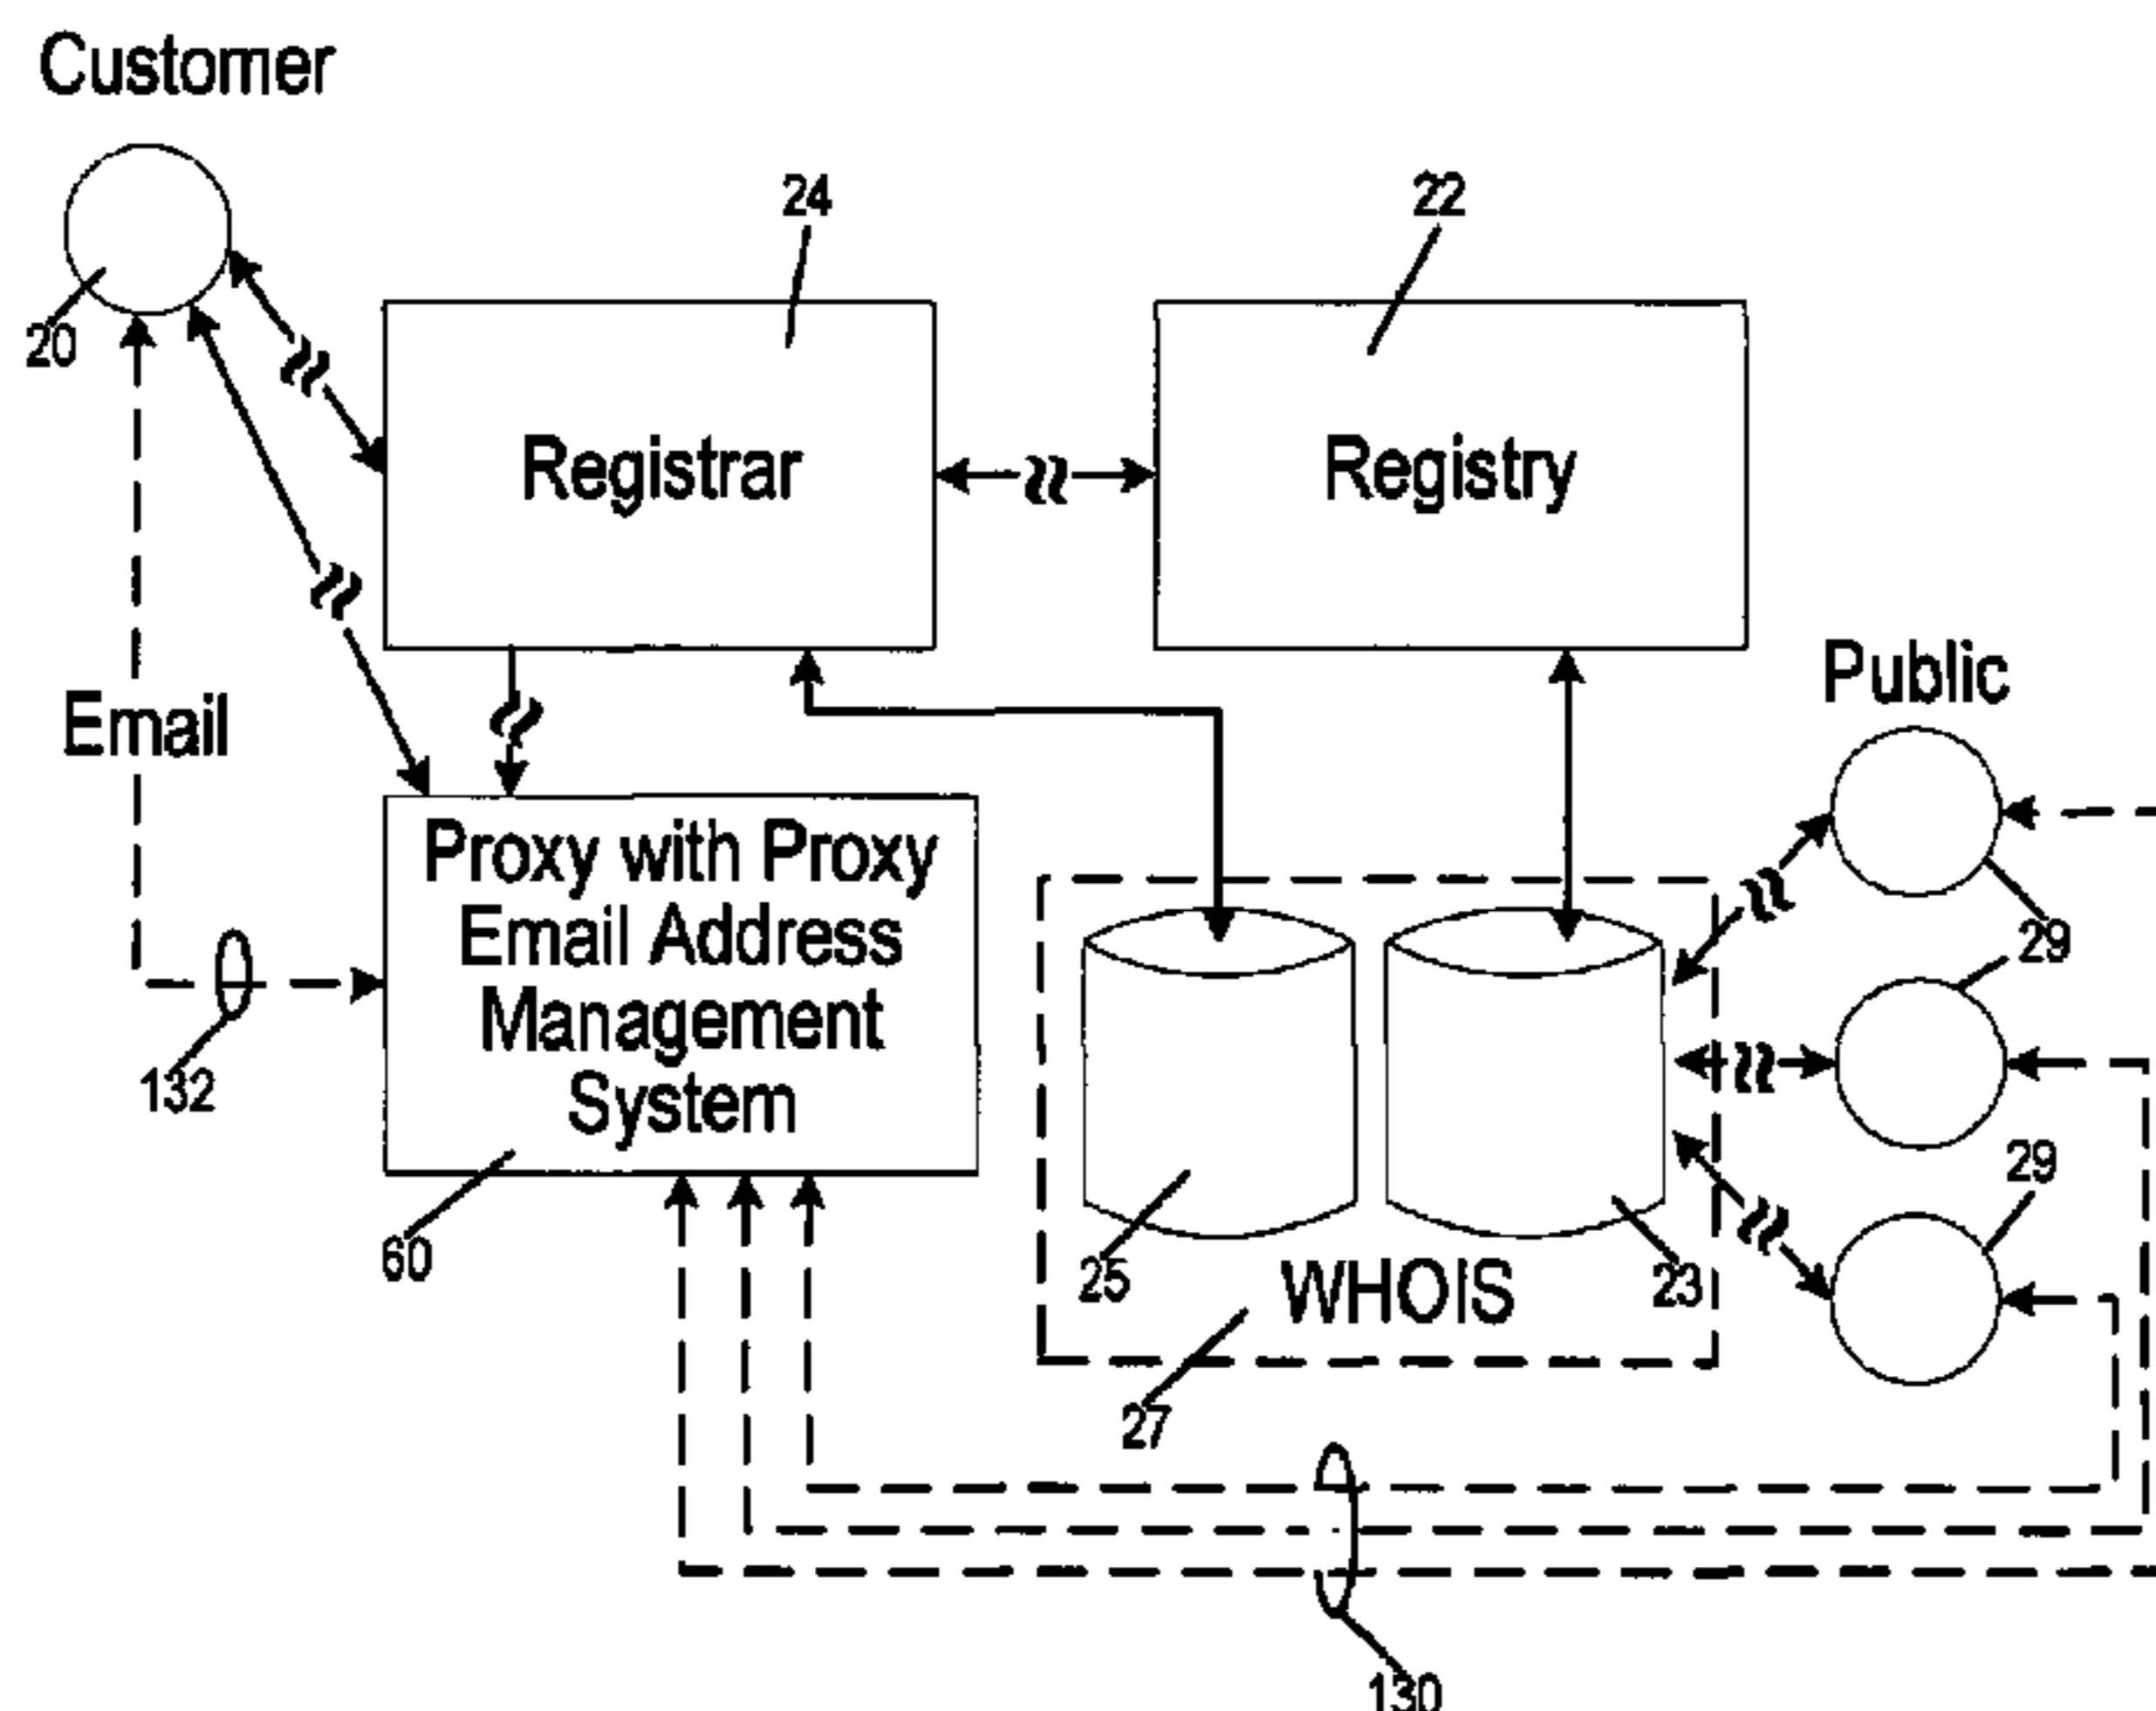 Customer
24
22
20
Registrar
Registry
Public
Email
Proxy with Proxy
Email Address
Management
System
29
132
29
60
25
WHOIS
23
27
130